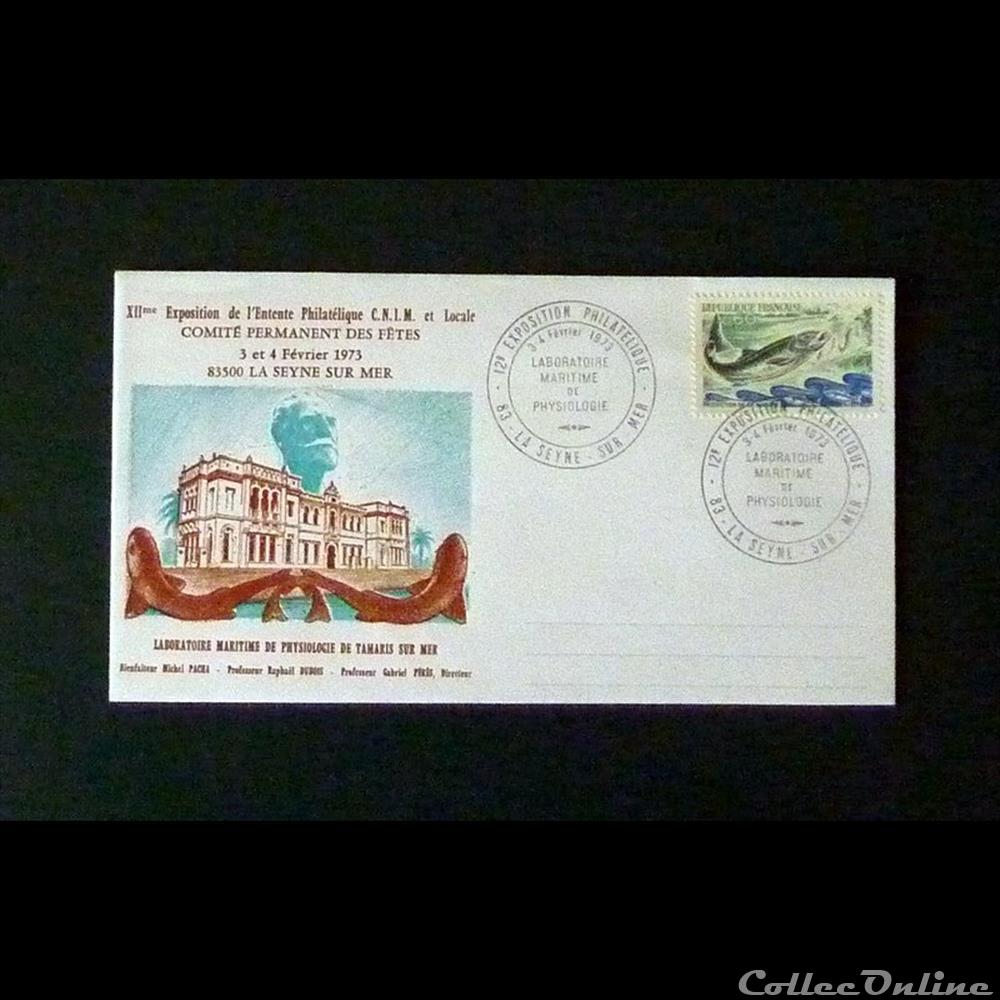 XIIme Exposition de l'Entente Philatélique C.N.I.M. et Locale
COMITÉ PERMANENT DES FÊTES
3 et 4 Février 1973
83500 LA SEYNE SUR MER
LABORATOIRE MARITIME DE PHYSIOLOGIE DE TAMARIS SUR MER
Bienfaiteur Michel PACHA - Professeur Raphaël DUBOIS - Professeur Gabriel PÉRÈS, Directeur
12e EXPOSITION PHILATELIQUE
3-4 Février 1973
LABORATOIRE
MARITIME
DE
PHYSIOLOGIE
83 - LA SEYNE - SUR MER
REPUBLIQUE FRANÇAISE
12e EXPOSITION PHILATELIQUE
3-4 Février 1973
LABORATOIRE
MARITIME
DE
PHYSIOLOGIE
83 - LA SEYNE - SUR MER
CollecOnline